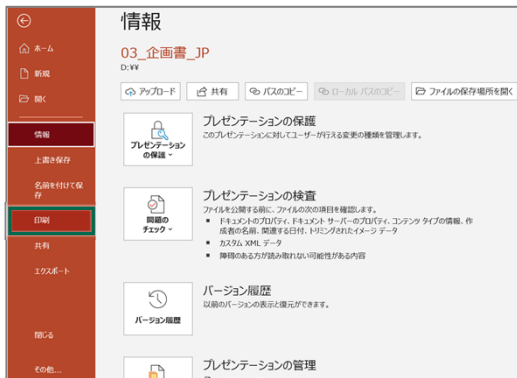 情報
ホーム
新規
開く
情報
上書き保存
名前を付けて保
存
印刷
共有
エクスポート
閉じる
その他...
03_企画書_JP
D:¥¥
アップロード
共有
パスのコピー
ローカル パスのコピー
ファイルの保存場所を開く
プレゼンテーション
の保護
プレゼンテーションの保護
このプレゼンテーションに対してユーザーが行える変更の種類を管理します。
問題の
チェック
プレゼンテーションの検査
ファイルを公開する前に、ファイルの次の項目を確認します。
■ ドキュメントのプロパティ、ドキュメント サーバーのプロパティ、コンテンツ タイプの情報、作
成者の名前、関連する日付、トリミングされたイメージ データ
■ カスタム XML データ
■ 障碍のある方が読み取れない可能性がある内容
バージョン履歴
バージョン履歴
以前のバージョンの表示と復元ができます。
プレゼンテーションの管理